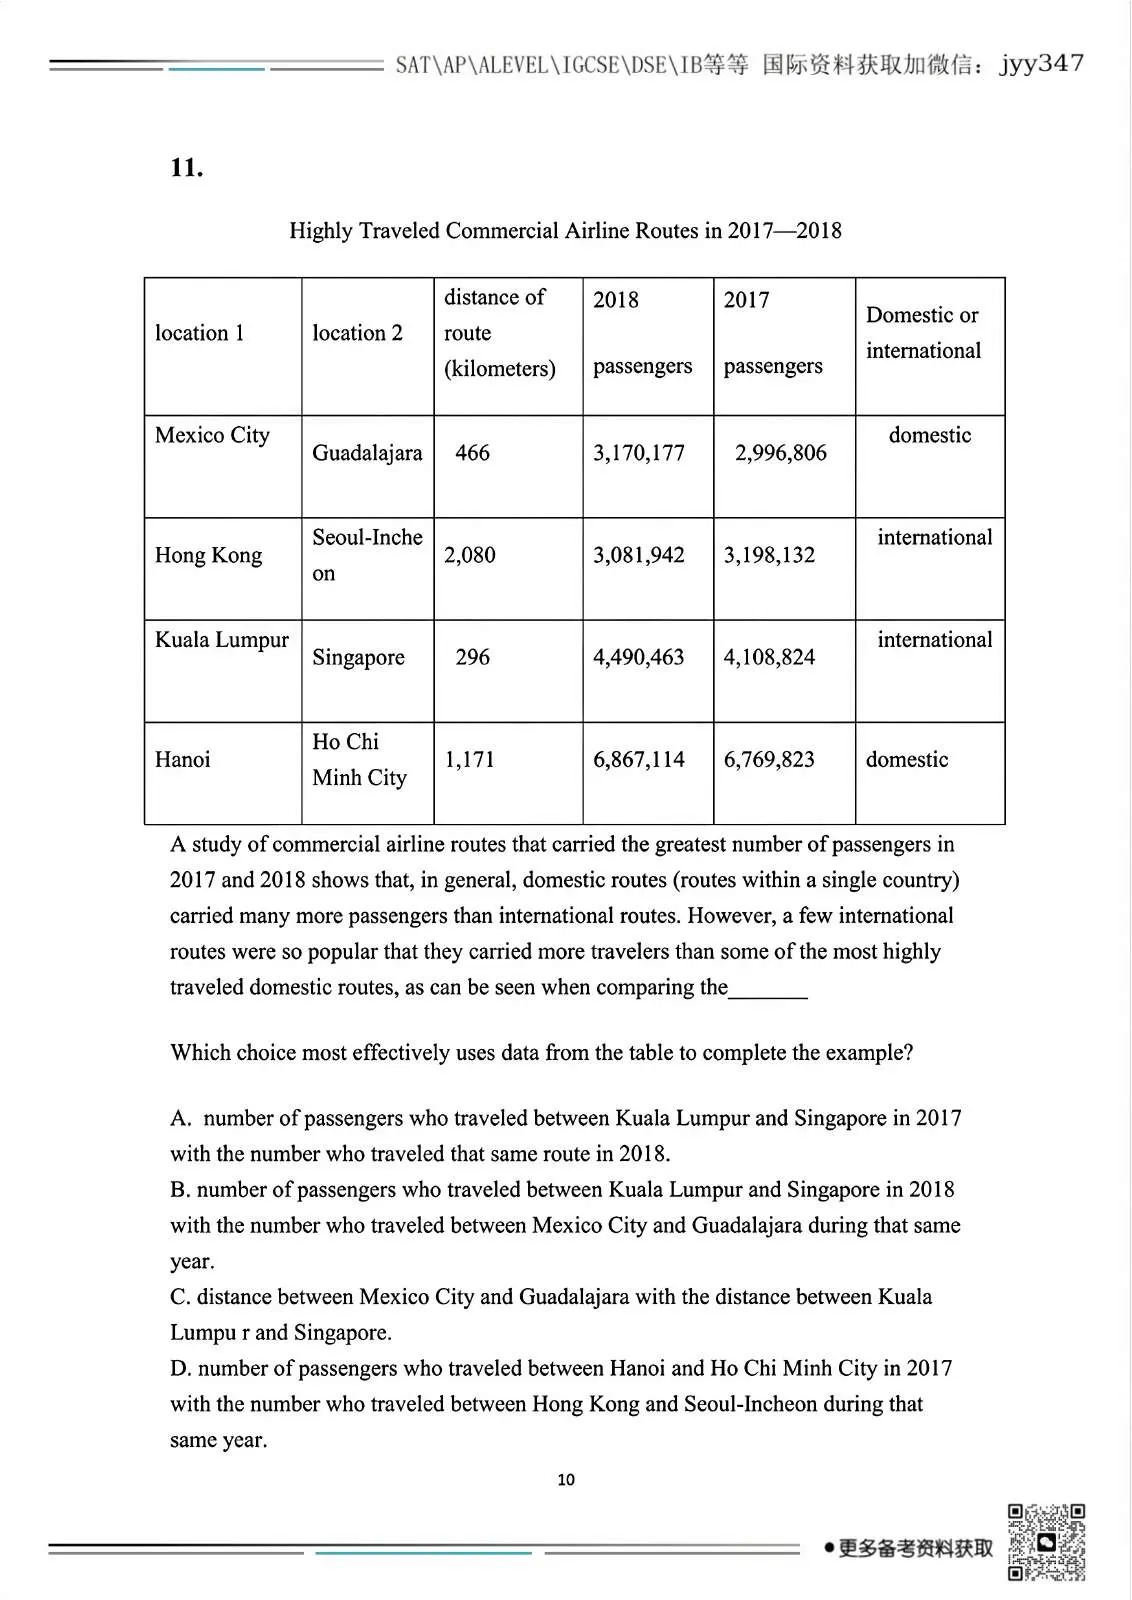 SAT\AP\ALEVEL\IGCSE\DSE\IB等等 国际资料获取加微信：jyy347
11.
Highly Traveled Commercial Airline Routes in 2017—2018
location 1
location 2
distance of
route
(kilometers)
2018
passengers
2017
passengers
Domestic or
international
Mexico City
Guadalajara
466
3,170,177
2,996,806
domestic
Hong Kong
Seoul-Inche
on
2,080
3,081,942
3,198,132
international
Kuala Lumpur
Singapore
296
4,490,463
4,108,824
international
Hanoi
Ho Chi
Minh City
1,171
6,867,114
6,769,823
domestic
A study of commercial airline routes that carried the greatest number of passengers in
2017 and 2018 shows that, in general, domestic routes (routes within a single country)
carried many more passengers than international routes. However, a few international
routes were so popular that they carried more travelers than some of the most highly
traveled domestic routes, as can be seen when comparing the_______
Which choice most effectively uses data from the table to complete the example?
A. number of passengers who traveled between Kuala Lumpur and Singapore in 2017
with the number who traveled that same route in 2018.
B. number of passengers who traveled between Kuala Lumpur and Singapore in 2018
with the number who traveled between Mexico City and Guadalajara during that same
year.
C. distance between Mexico City and Guadalajara with the distance between Kuala
Lumpu r and Singapore.
D. number of passengers who traveled between Hanoi and Ho Chi Minh City in 2017
with the number who traveled between Hong Kong and Seoul-Incheon during that
same year.
10
●更多备考资料获取